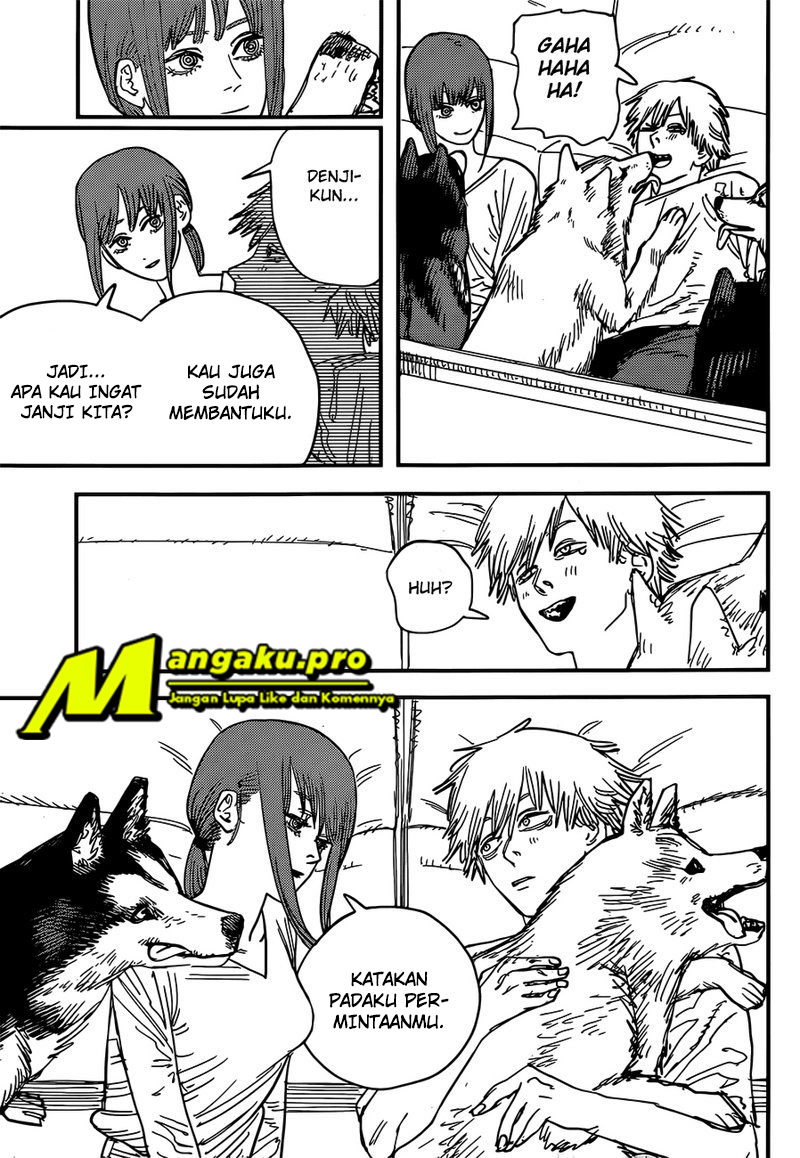 GAHA
HAHA
HA!
DENJI-
KUN...
KAU JUGA
SUDAH
MEMBANTUKU.
JADI...
APA KAU INGAT
JANJI KITA?
HUH?
Mangaku.pro
Jangan Lupa Like dan Komennya
KATAKAN
PADAKU PER-
MINTAANMU.